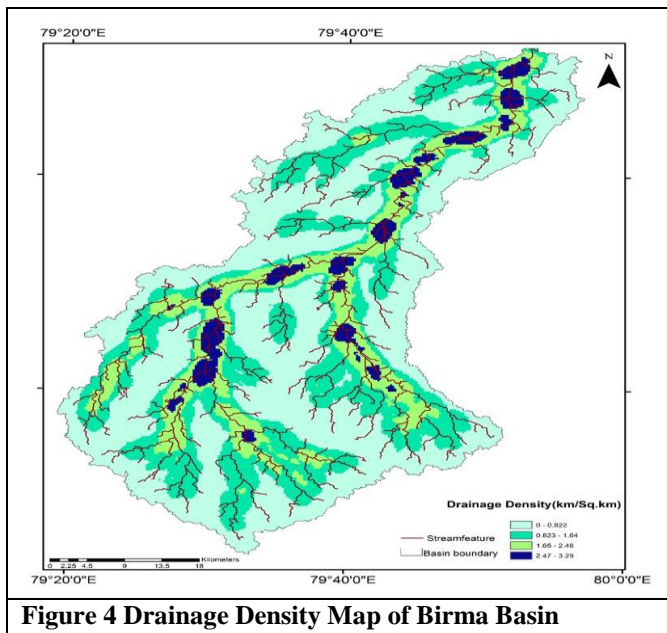 79°20'0"E 79°40'0"E
N
Drainage Density(km/Sq.km)
Streamfeature
Basin boundary
0 - 0.822
0.823 - 1.64
1.65 - 2.46
2.47 - 3.29
Kilometers
0 2.25 4.5 9 13.5 18
79°20'0"E 79°40'0"E 80°0'0"E
Figure 4 Drainage Density Map of Birma Basin